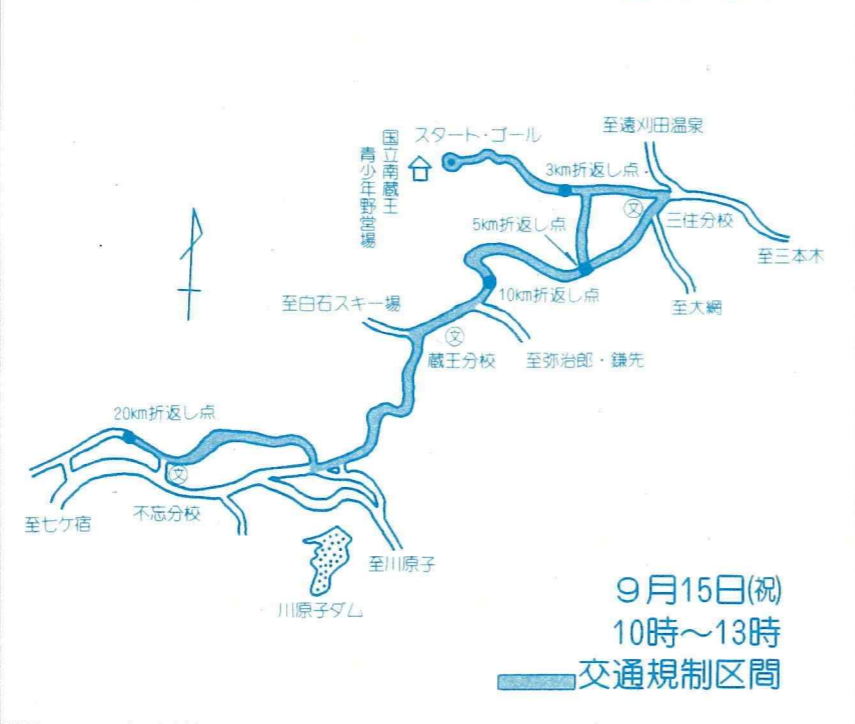 スタート・ゴール
国立南蔵王
青少年野営場
至遠刈田温泉
3km折返し点
文
三住分校
5km折返し点
至三本木
10km折返し点
至大網
至白石スキー場
文
蔵王分校
至弥治郎・鎌先
20km折返し点
文
至七ケ宿
不忘分校
至川原子
川原子ダム
9月15日(祝)
10時～13時
交通規制区間